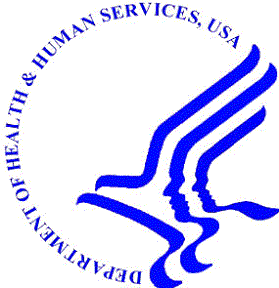 DEPARTMENT OF HEALTH & HUMAN SERVICES, USA